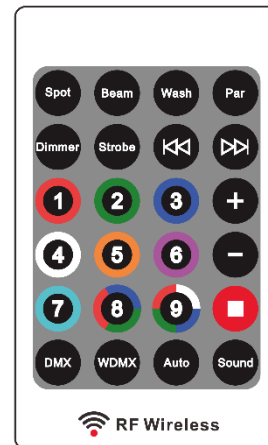 Spot Beam Wash Par
Dimmer Strobe
1 2 3 +
4 5 6 −
7 8 9
DMX WDMX Auto Sound
RF Wireless